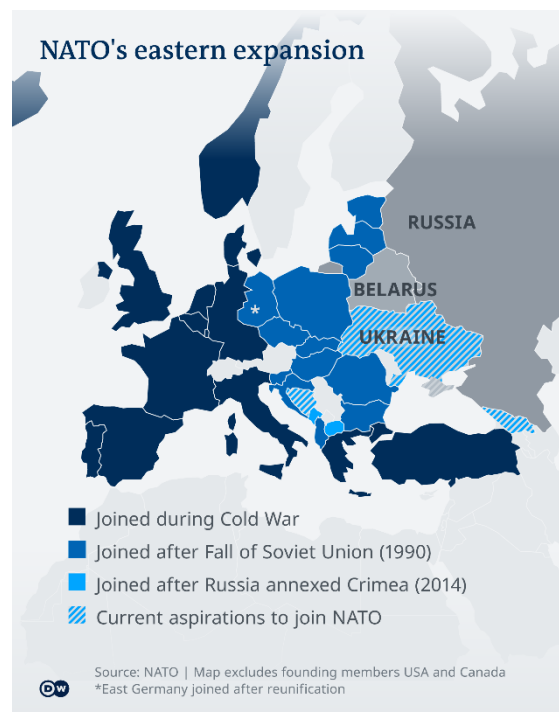 NATO's eastern expansion
RUSSIA
BELARUS
UKRAINE
*
Joined during Cold War
Joined after Fall of Soviet Union (1990)
Joined after Russia annexed Crimea (2014)
Current aspirations to join NATO
DW
Source: NATO | Map excludes founding members USA and Canada
*East Germany joined after reunification